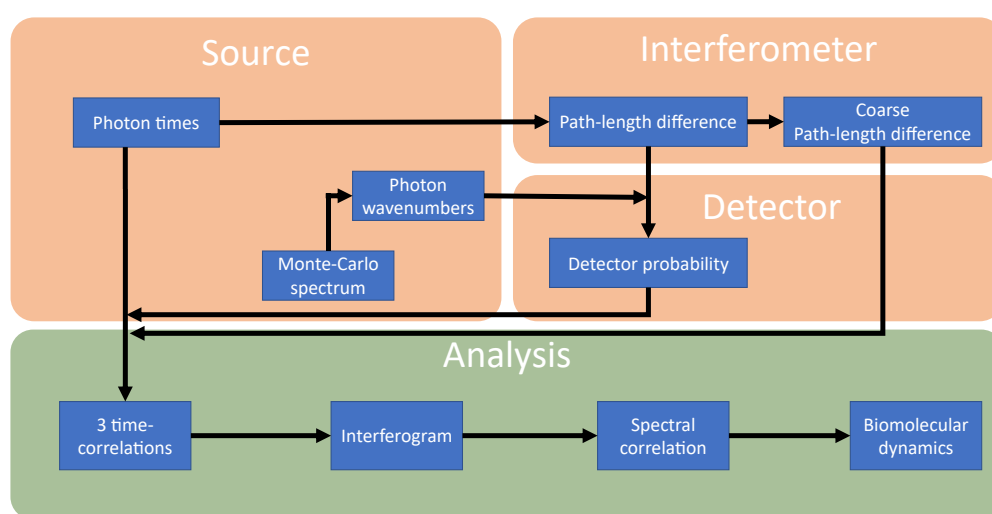 Source
Interferometer
Photon times
Path-length difference
Coarse
Path-length difference
Photon
wavenumbers
Detector
Monte-Carlo
spectrum
Detector probability
Analysis
3 time-
correlations
Interferogram
Spectral
correlation
Biomolecular
dynamics